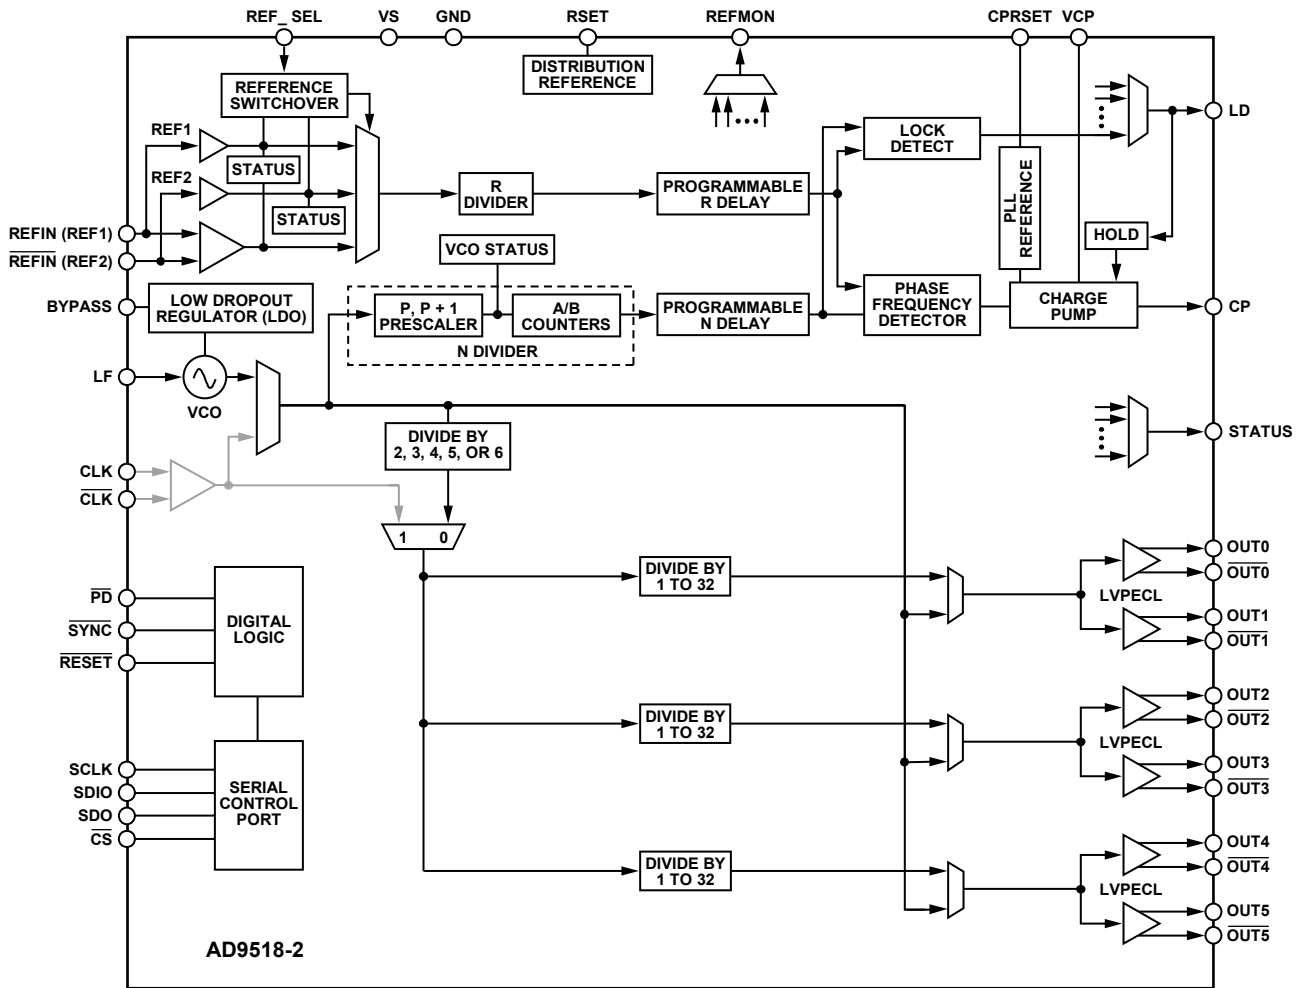 REF_ SEL
VS
GND
RSET
REFMON
CPRSET
VCP
DISTRIBUTION
REFERENCE
REFERENCE
SWITCHOVER
REF1
STATUS
REF2
STATUS
REFIN (REF1)
REFIN (REF2)
BYPASS
LOW DROPOUT
REGULATOR (LDO)
LF
VCO
R
DIVIDER
PROGRAMMABLE
R DELAY
LOCK
DETECT
LD
PLL
REFERENCE
HOLD
VCO STATUS
P, P + 1
PRESCALER
A/B
COUNTERS
N DIVIDER
PROGRAMMABLE
N DELAY
PHASE
FREQUENCY
DETECTOR
CHARGE
PUMP
CP
STATUS
DIVIDE BY
2, 3, 4, 5, OR 6
CLK
CLK
1 0
PD
SYNC
RESET
DIGITAL
LOGIC
SCLK
SDIO
SDO
CS
SERIAL
CONTROL
PORT
DIVIDE BY
1 TO 32
LVPECL
OUT0
OUT0
OUT1
OUT1
DIVIDE BY
1 TO 32
LVPECL
OUT2
OUT2
OUT3
OUT3
DIVIDE BY
1 TO 32
LVPECL
OUT4
OUT4
OUT5
OUT5
AD9518-2